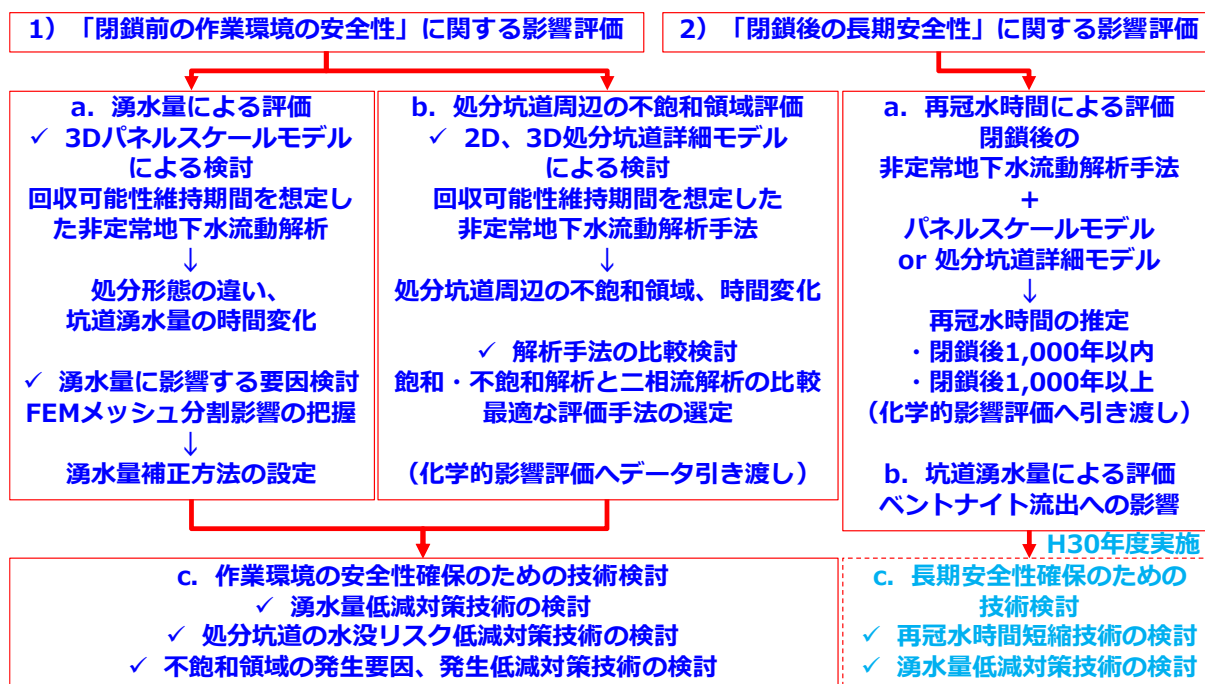 1）「閉鎖前の作業環境の安全性」に関する影響評価
2）「閉鎖後の長期安全性」に関する影響評価
a. 湧水量による評価
✓ 3Dパネルスケールモデル
による検討
回収可能性維持期間を想定し
た非定常地下水流動解析
↓
処分形態の違い、
坑道湧水量の時間変化
✓ 湧水量に影響する要因検討
FEMメッシュ分割影響の把握
↓
湧水量補正方法の設定
b. 処分坑道周辺の不飽和領域評価
✓ 2D、3D処分坑道詳細モデル
による検討
回収可能性維持期間を想定した
非定常地下水流動解析手法
↓
処分坑道周辺の不飽和領域、時間変化
✓ 解析手法の比較検討
飽和・不飽和解析と二相流解析の比較
最適な評価手法の選定
（化学的影響評価へデータ引き渡し）
a. 再冠水時間による評価
閉鎖後の
非定常地下水流動解析手法
+
パネルスケールモデル
or 処分坑道詳細モデル
↓
再冠水時間の推定
・閉鎖後1,000年以内
・閉鎖後1,000年以上
（化学的影響評価へ引き渡し）
b. 坑道湧水量による評価
ベントナイト流出への影響
H30年度実施
c. 作業環境の安全性確保のための技術検討
✓ 湧水量低減対策技術の検討
✓ 処分坑道の水没リスク低減対策技術の検討
✓ 不飽和領域の発生要因、発生低減対策技術の検討
c. 長期安全性確保のための
技術検討
✓ 再冠水時間短縮技術の検討
✓ 湧水量低減対策技術の検討